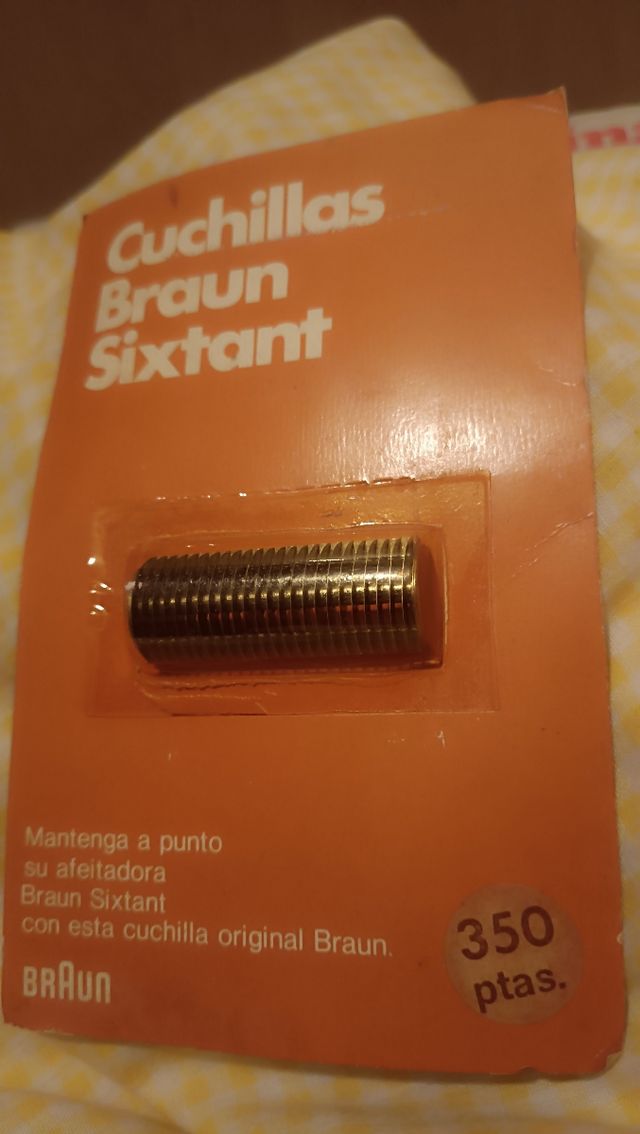 Cuchillas
Braun
Sixtant
Mantenga a punto
su afeitadora
Braun Sixtant
con esta cuchilla original Braun.
BRAUN
350
ptas.